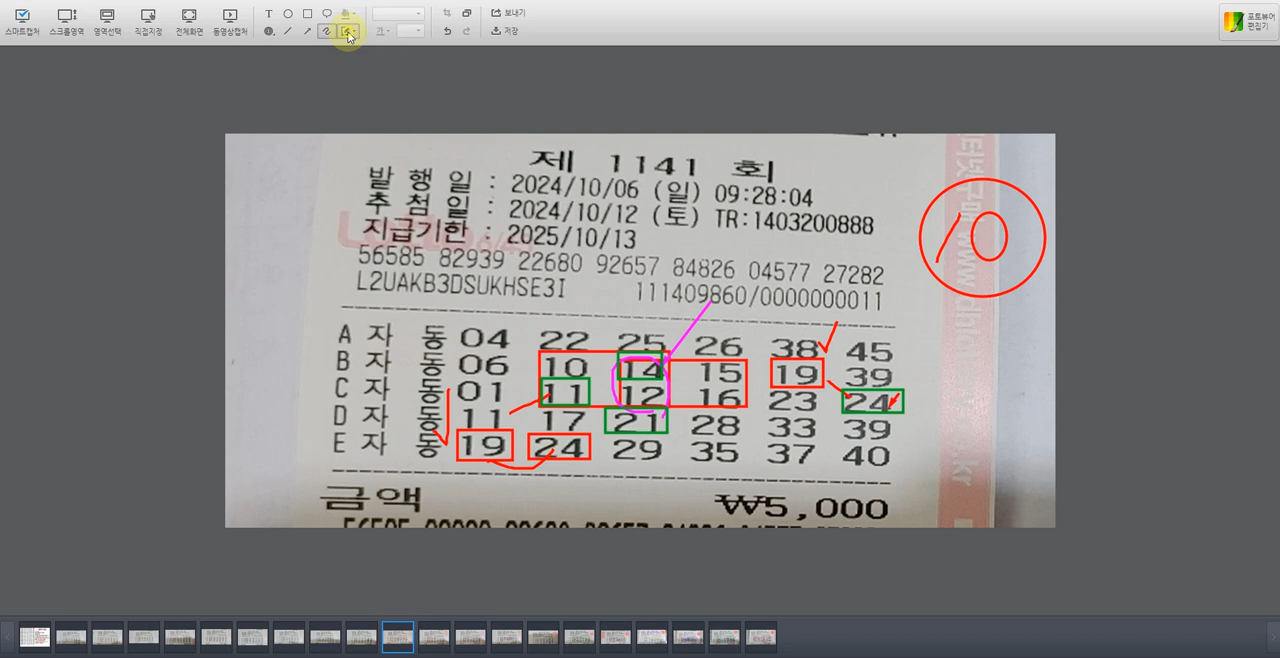 스마트캡처 스크롤영역 영역선택 직접지정 전체화면 동영상캡처 T 가 보내기 저장 포토뷰어 편집기
제 1141 회
발 행 일 : 2024/10/06 (일) 09:28:04
추 첨 일 : 2024/10/12 (토) TR:1403200888
지급기한 : 2025/10/13
56585 82939 22680 92657 84826 04577 27282
L2UAKB3DSUKHSE3I 111409860/0000000011
A 자 동 04 22 25 26 38 45
B 자 동 06 10 14 15 19 39
C 자 동 01 11 12 16 23 24
D 자 동 11 17 21 28 33 39
E 자 동 19 24 29 35 37 40
금액 ₩5,000
10